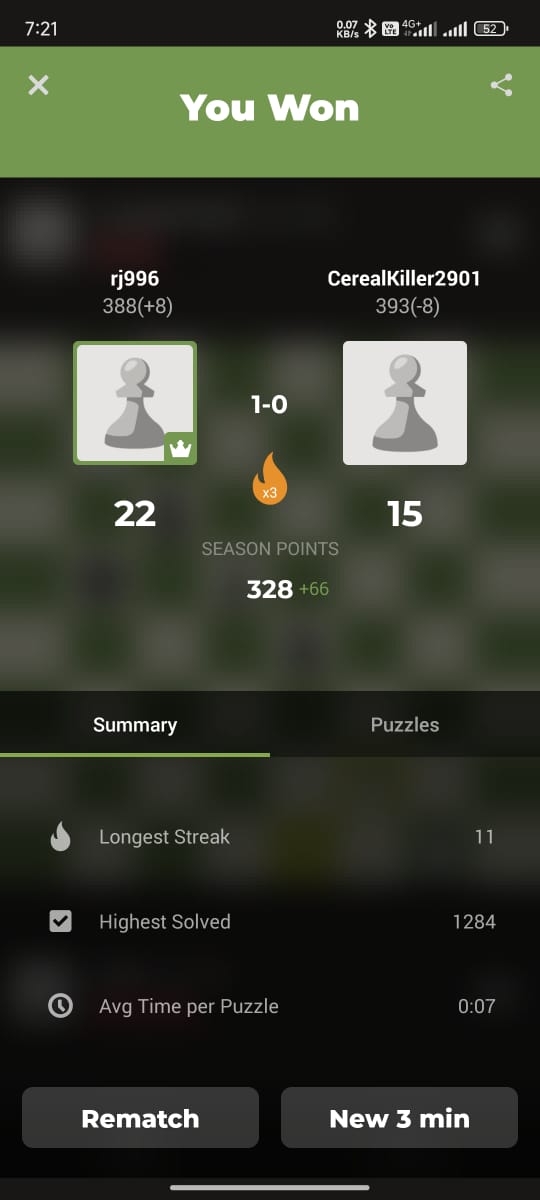 7:21
0.07
KB/s
Vo
LTE
4G+
52
You Won
rj996
CerealKiller2901
388(+8)
393(-8)
1-0
x3
22
15
SEASON POINTS
328 +66
Summary
Puzzles
Longest Streak
11
Highest Solved
1284
Avg Time per Puzzle
0:07
Rematch
New 3 min